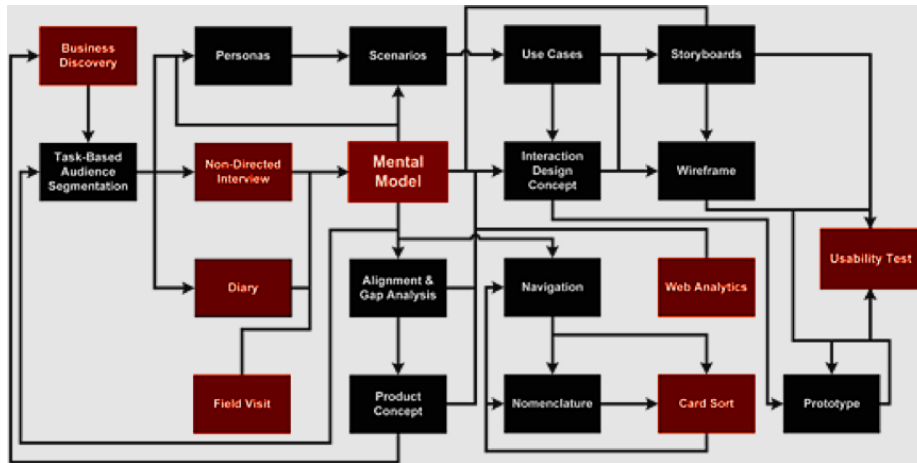 Business
Discovery
Personas
Scenarios
Use Cases
Storyboards
Task-Based
Audience
Segmentation
Non-Directed
Interview
Mental
Model
Interaction
Design
Concept
Wireframe
Usability Test
Diary
Alignment &
Gap Analysis
Navigation
Web Analytics
Field Visit
Product
Concept
Nomenclature
Card Sort
Prototype